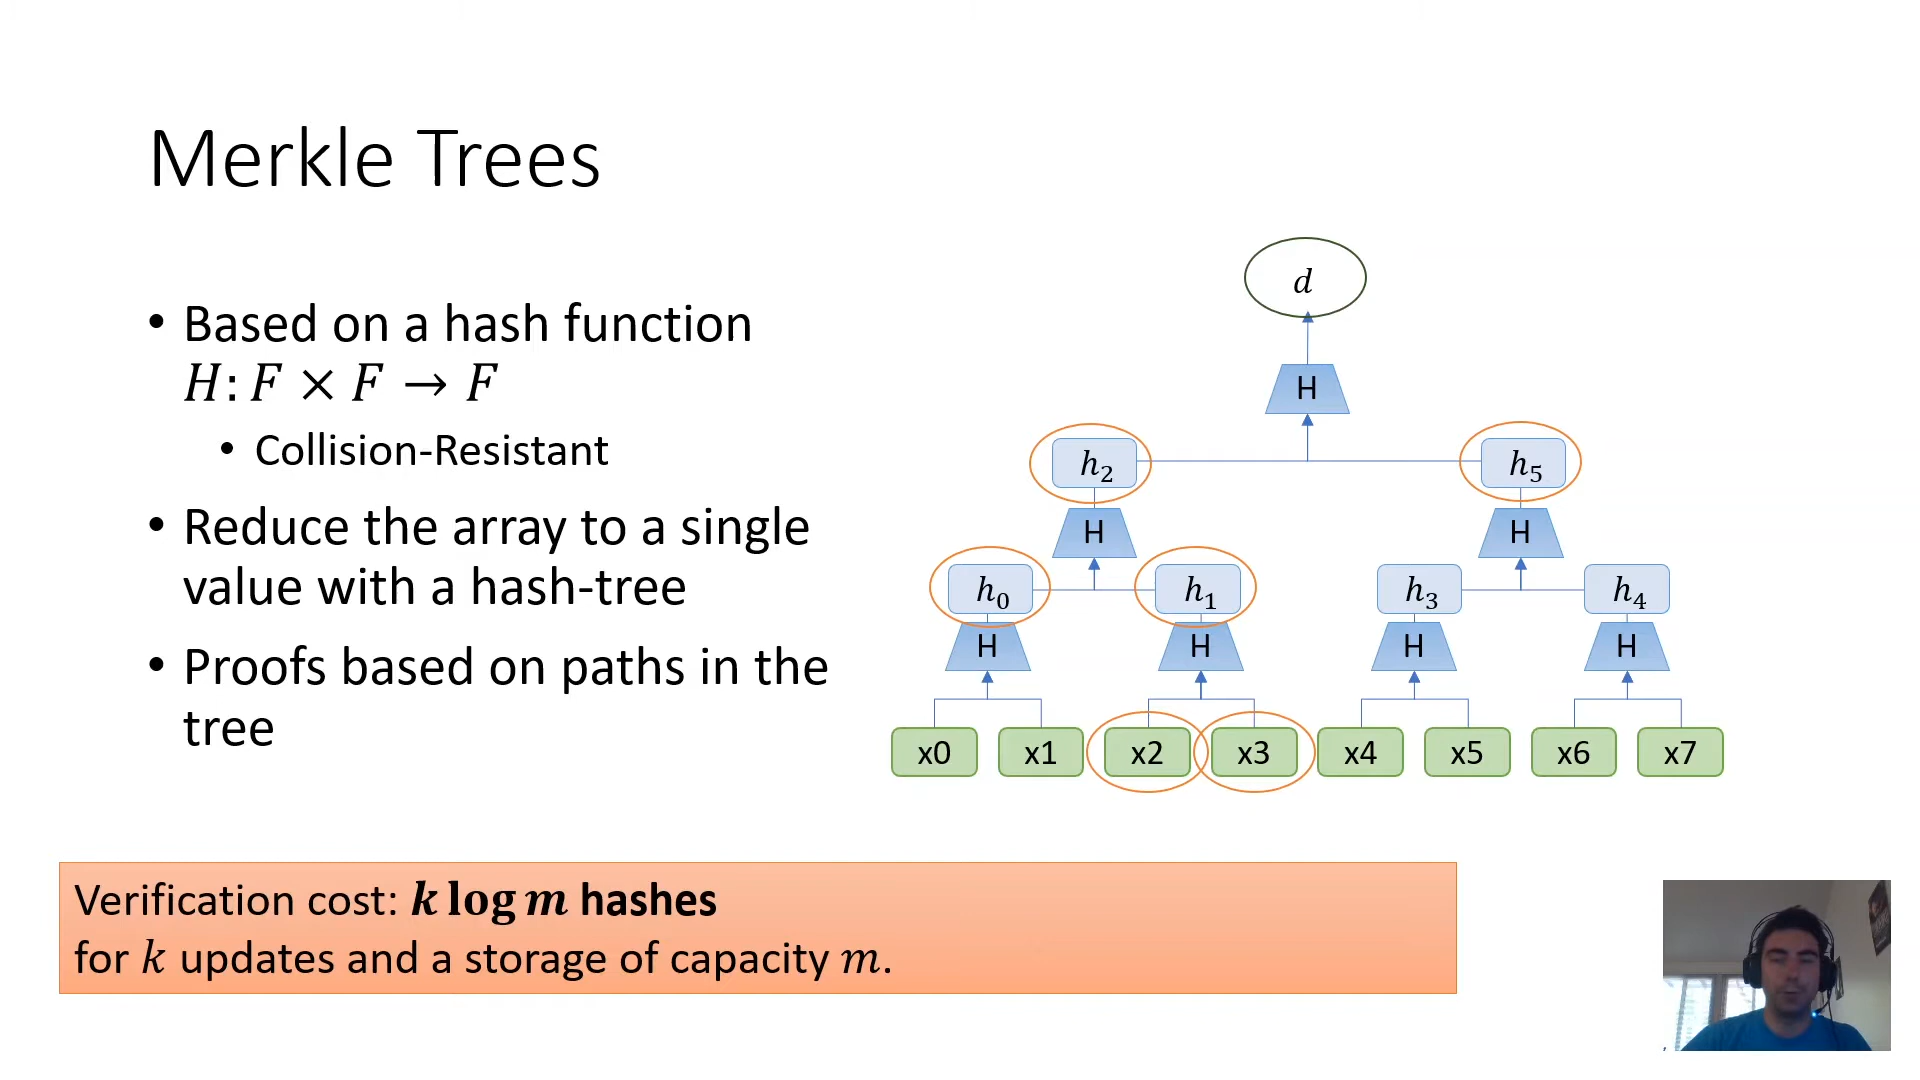 Merkle Trees
• Based on a hash function
H: F × F → F
• Collision-Resistant
• Reduce the array to a single
value with a hash-tree
• Proofs based on paths in the
tree
d
H
h₂ h₅
H H
h₀ h₁ h₃ h₄
H H H H
x0 x1 x2 x3 x4 x5 x6 x7
Verification cost: k log m hashes
for k updates and a storage of capacity m.